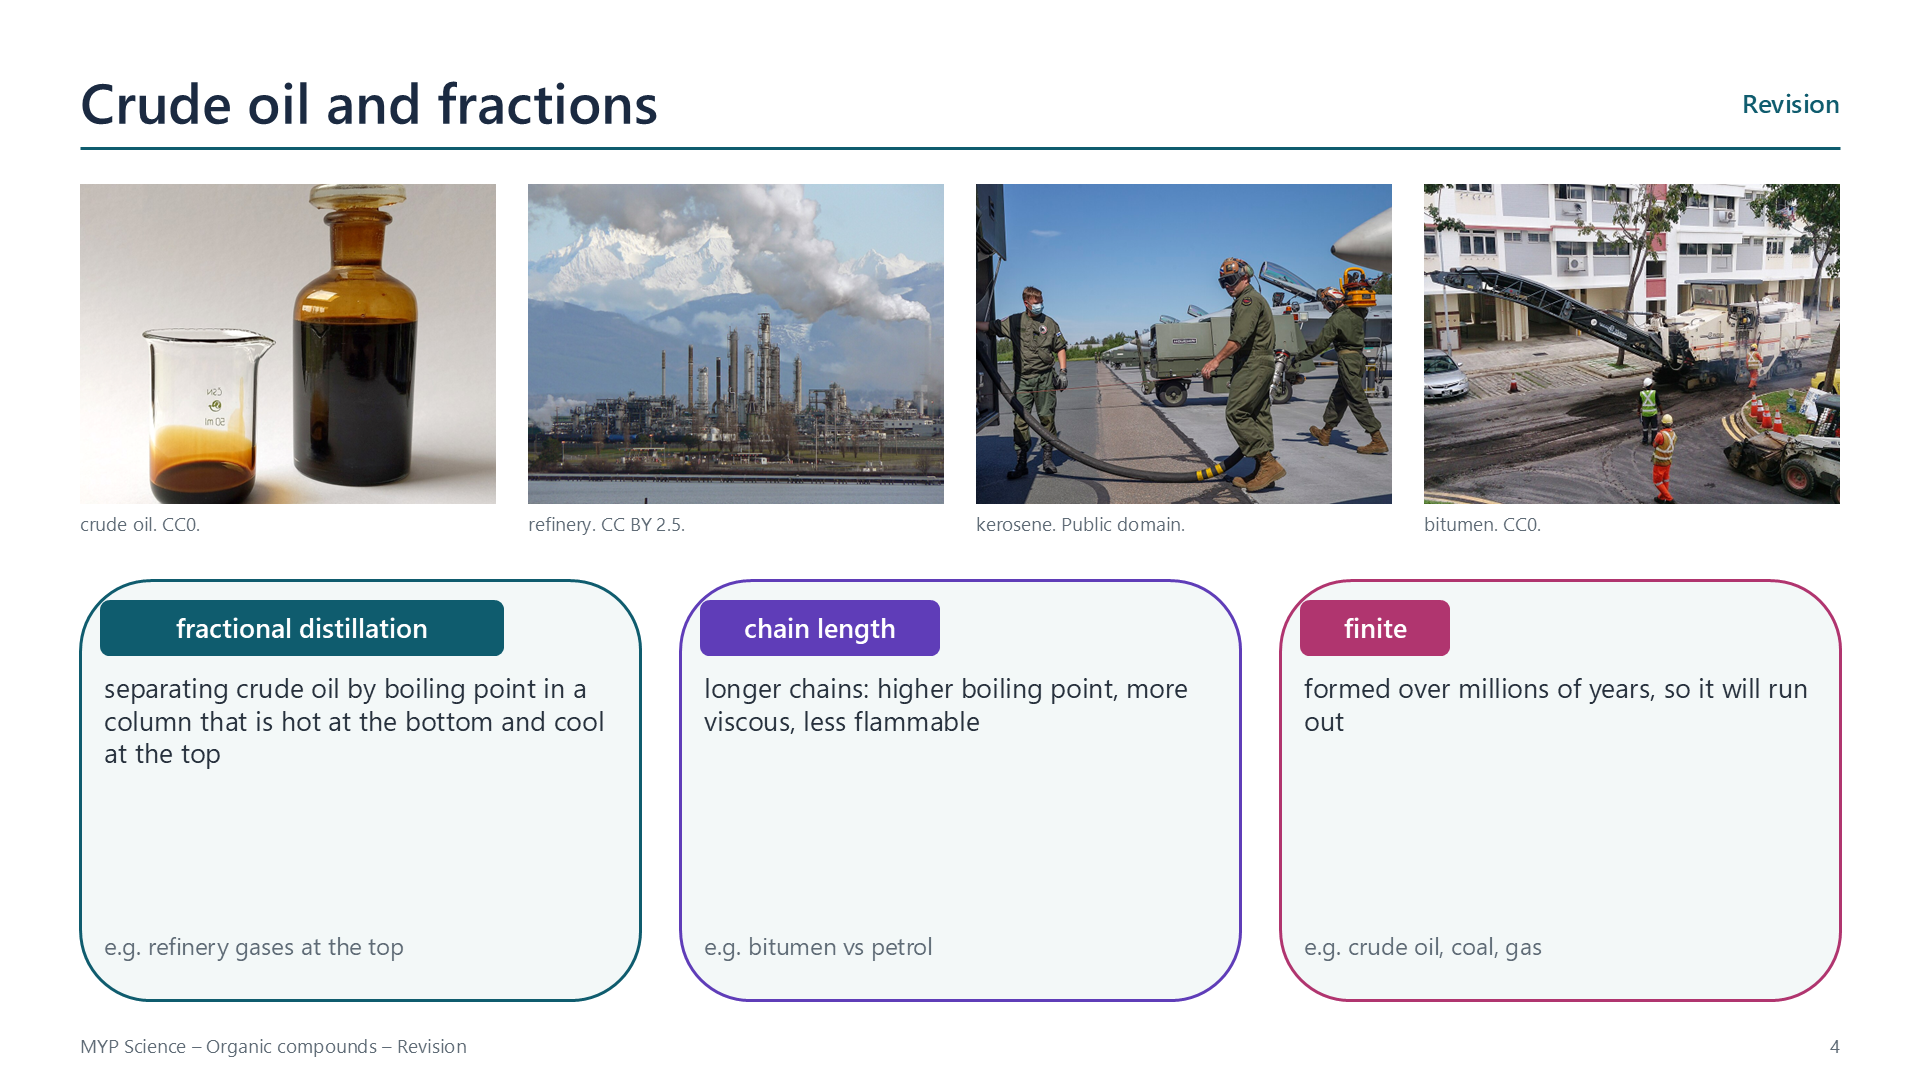 Crude oil and fractions
Revision
crude oil. CC0.
refinery. CC BY 2.5.
kerosene. Public domain.
bitumen. CC0.
fractional distillation
separating crude oil by boiling point in a
column that is hot at the bottom and cool
at the top
e.g. refinery gases at the top
chain length
longer chains: higher boiling point, more
viscous, less flammable
e.g. bitumen vs petrol
finite
formed over millions of years, so it will run
out
e.g. crude oil, coal, gas
MYP Science – Organic compounds – Revision
4